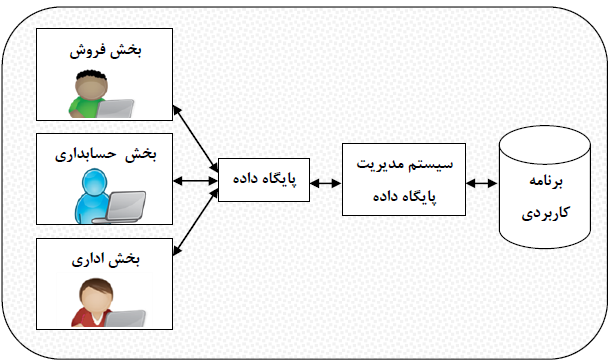 بخش فروش
بخش حسابداری
بخش اداری
پایگاه داده
سیستم مدیریت
پایگاه داده
برنامه
کاربردی